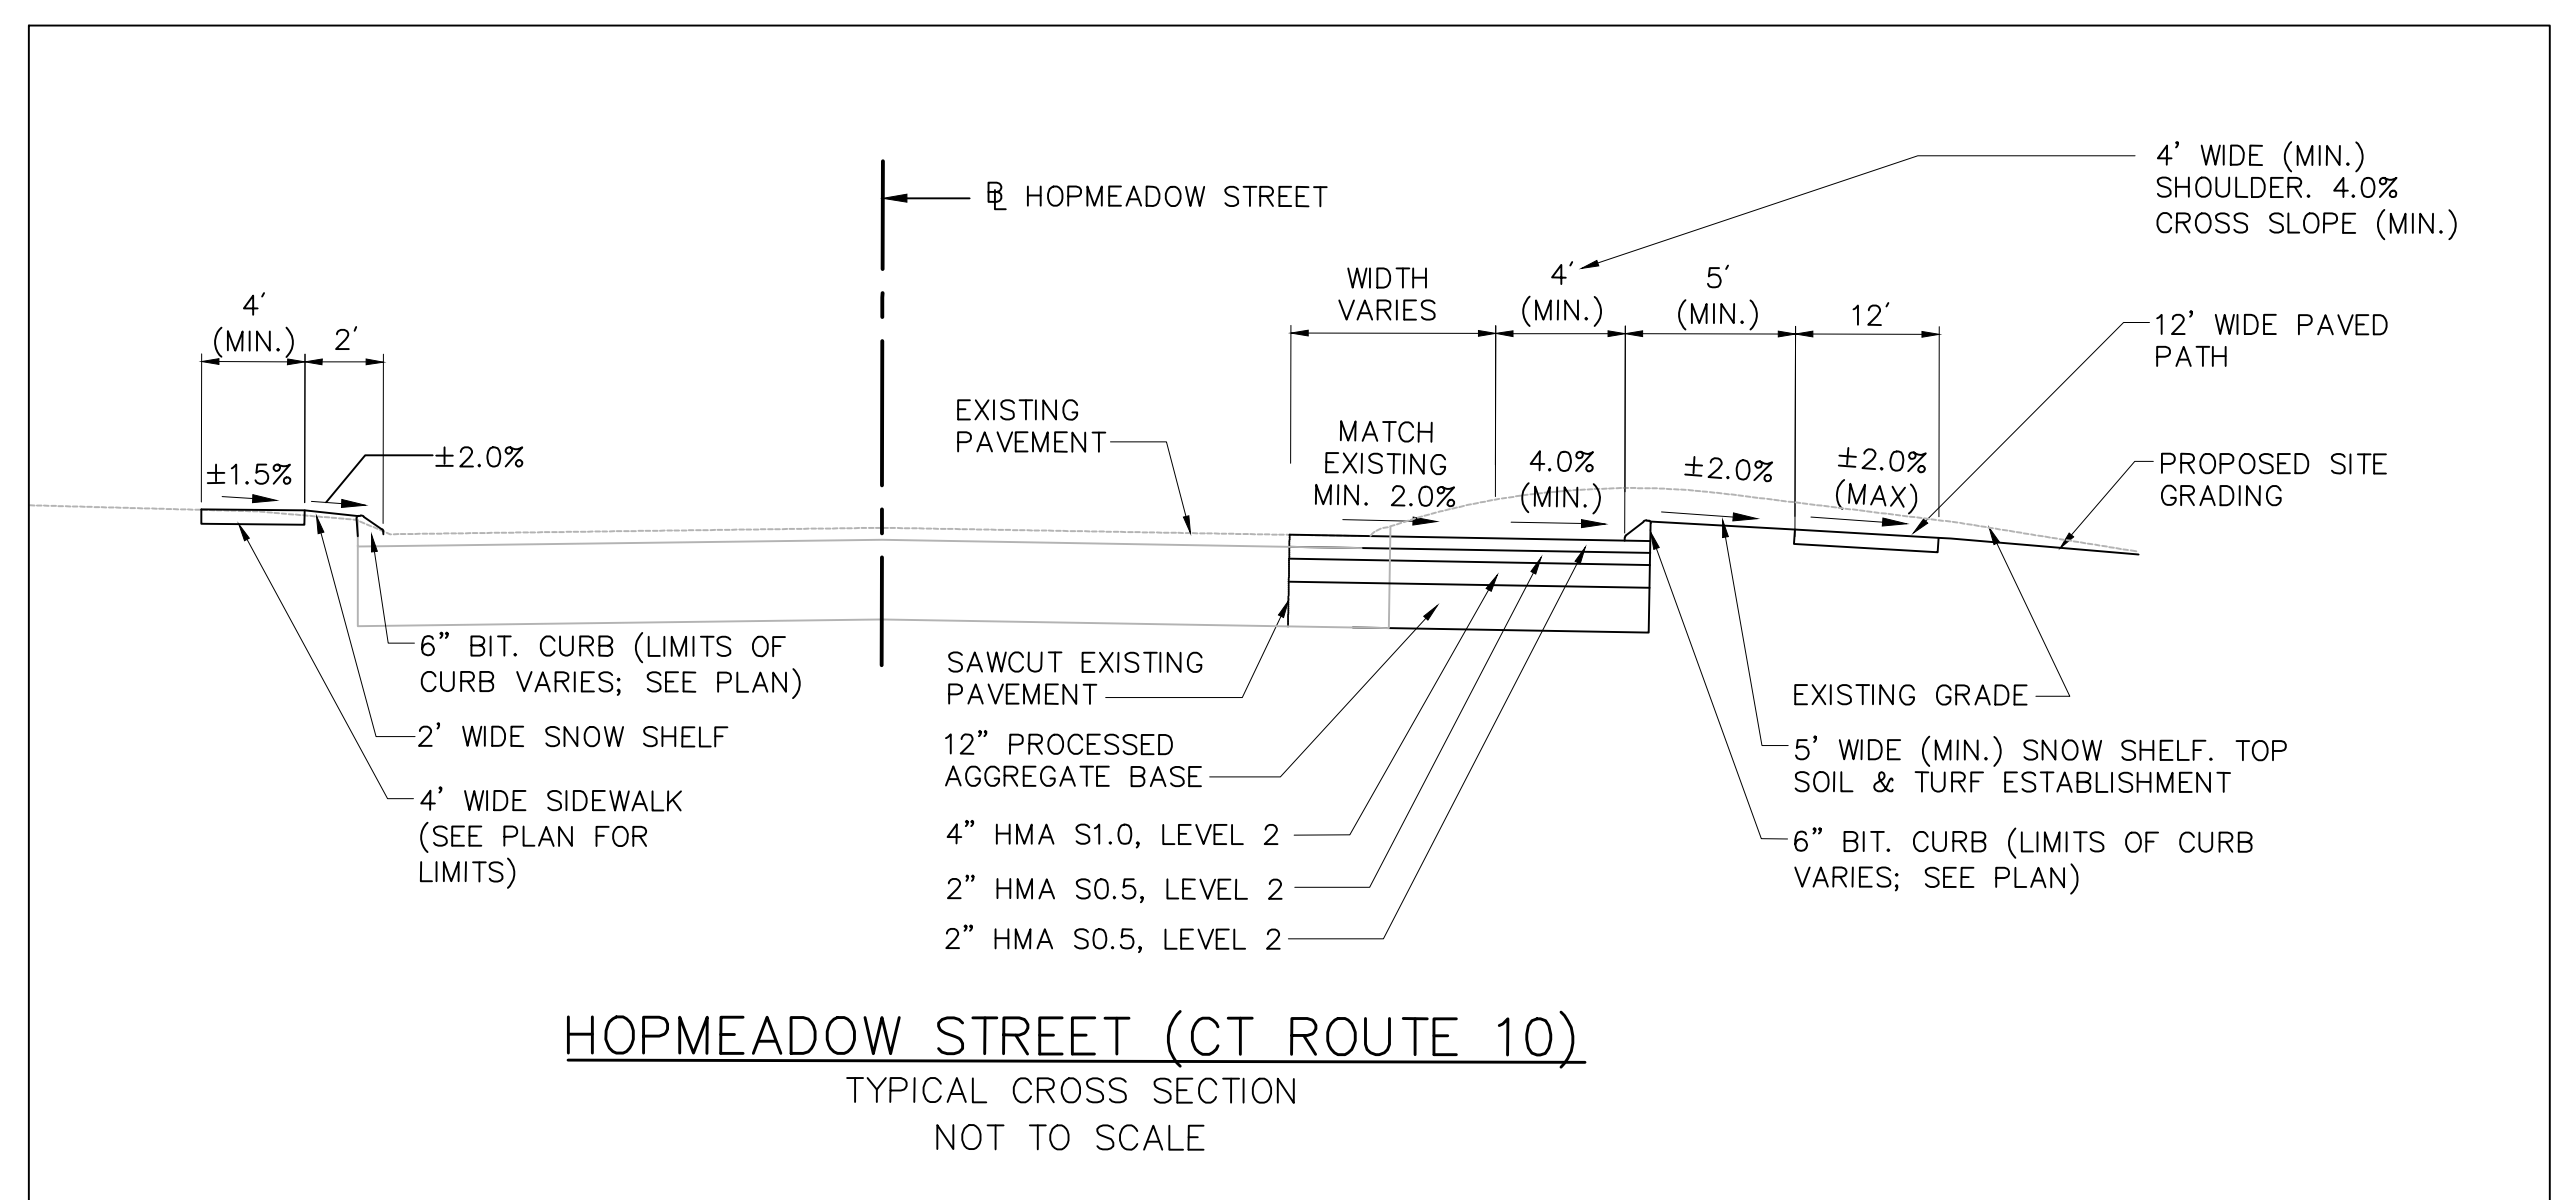 4' WIDE (MIN.)
SHOULDER. 4.0%
CROSS SLOPE (MIN.)
℄ HOPMEADOW STREET
WIDTH
VARIES
4'
(MIN.)
5'
(MIN.)
12'
4'
(MIN.)
2'
12' WIDE PAVED
PATH
EXISTING
PAVEMENT
MATCH
EXISTING
MIN. 2.0%
4.0%
(MIN.)
±2.0%
±2.0%
(MAX)
±1.5%
±2.0%
PROPOSED SITE
GRADING
6" BIT. CURB (LIMITS OF
CURB VARIES; SEE PLAN)
2' WIDE SNOW SHELF
4' WIDE SIDEWALK
(SEE PLAN FOR
LIMITS)
SAWCUT EXISTING
PAVEMENT
12" PROCESSED
AGGREGATE BASE
4" HMA S1.0, LEVEL 2
2" HMA S0.5, LEVEL 2
2" HMA S0.5, LEVEL 2
EXISTING GRADE
5' WIDE (MIN.) SNOW SHELF. TOP
SOIL & TURF ESTABLISHMENT
6" BIT. CURB (LIMITS OF CURB
VARIES; SEE PLAN)
HOPMEADOW STREET (CT ROUTE 10)
TYPICAL CROSS SECTION
NOT TO SCALE